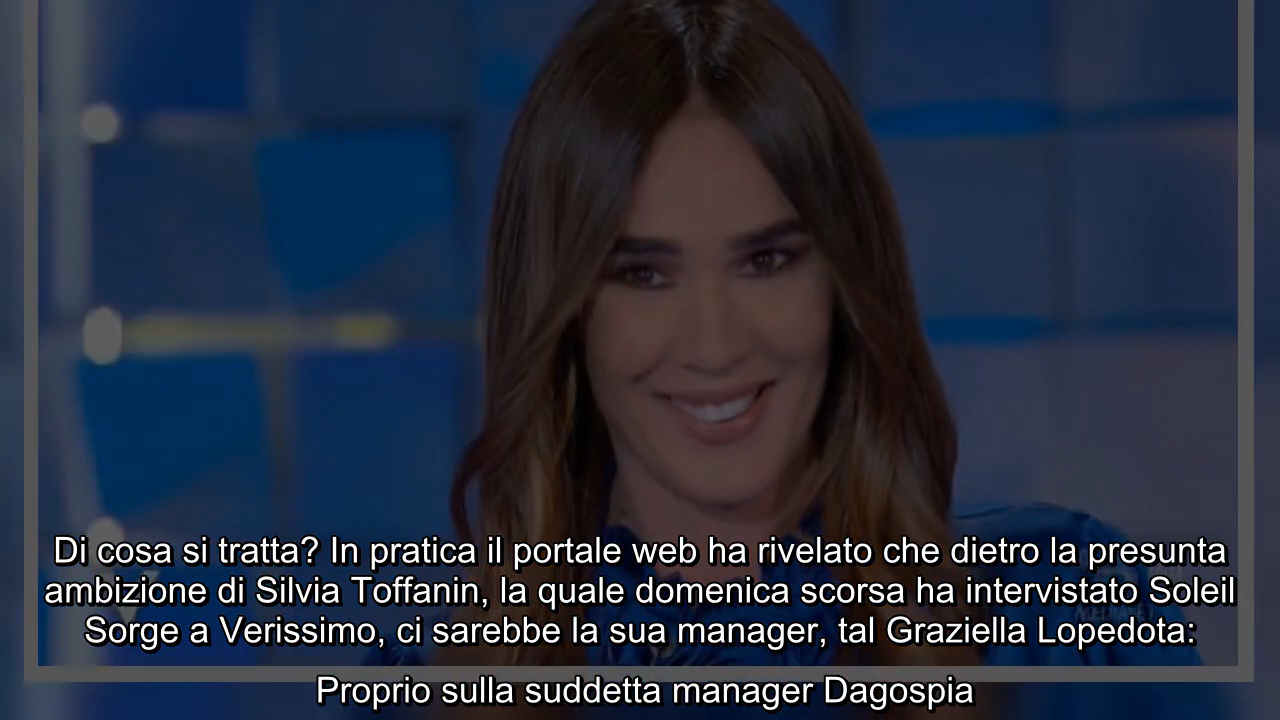 Di cosa si tratta? In pratica il portale web ha rivelato che dietro la presunta
ambizione di Silvia Toffanin, la quale domenica scorsa ha intervistato Soleil
Sorge a Verissimo, ci sarebbe la sua manager, tal Graziella Lopedota:
Proprio sulla suddetta manager Dagospia